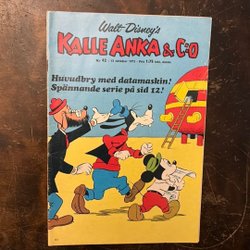 Walt Disney's
KALLE ANKA & C:O
Huvudbry med datamaskin!
Spännande serie på sid 12!